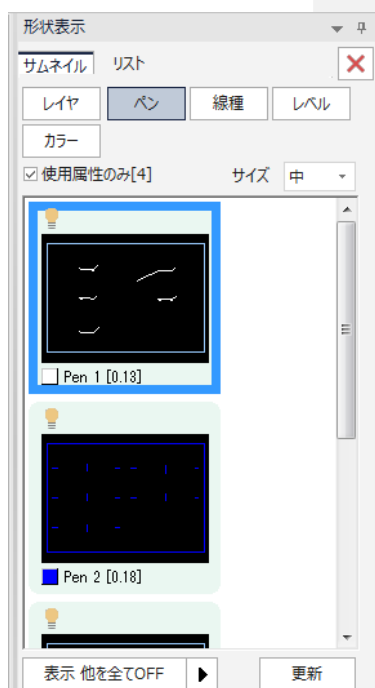 形状表示
サムネイル リスト
レイヤ ペン 線種 レベル
カラー
使用属性のみ[4] サイズ 中
Pen 1 [0.13]
Pen 2 [0.18]
表示 他を全てOFF 更新